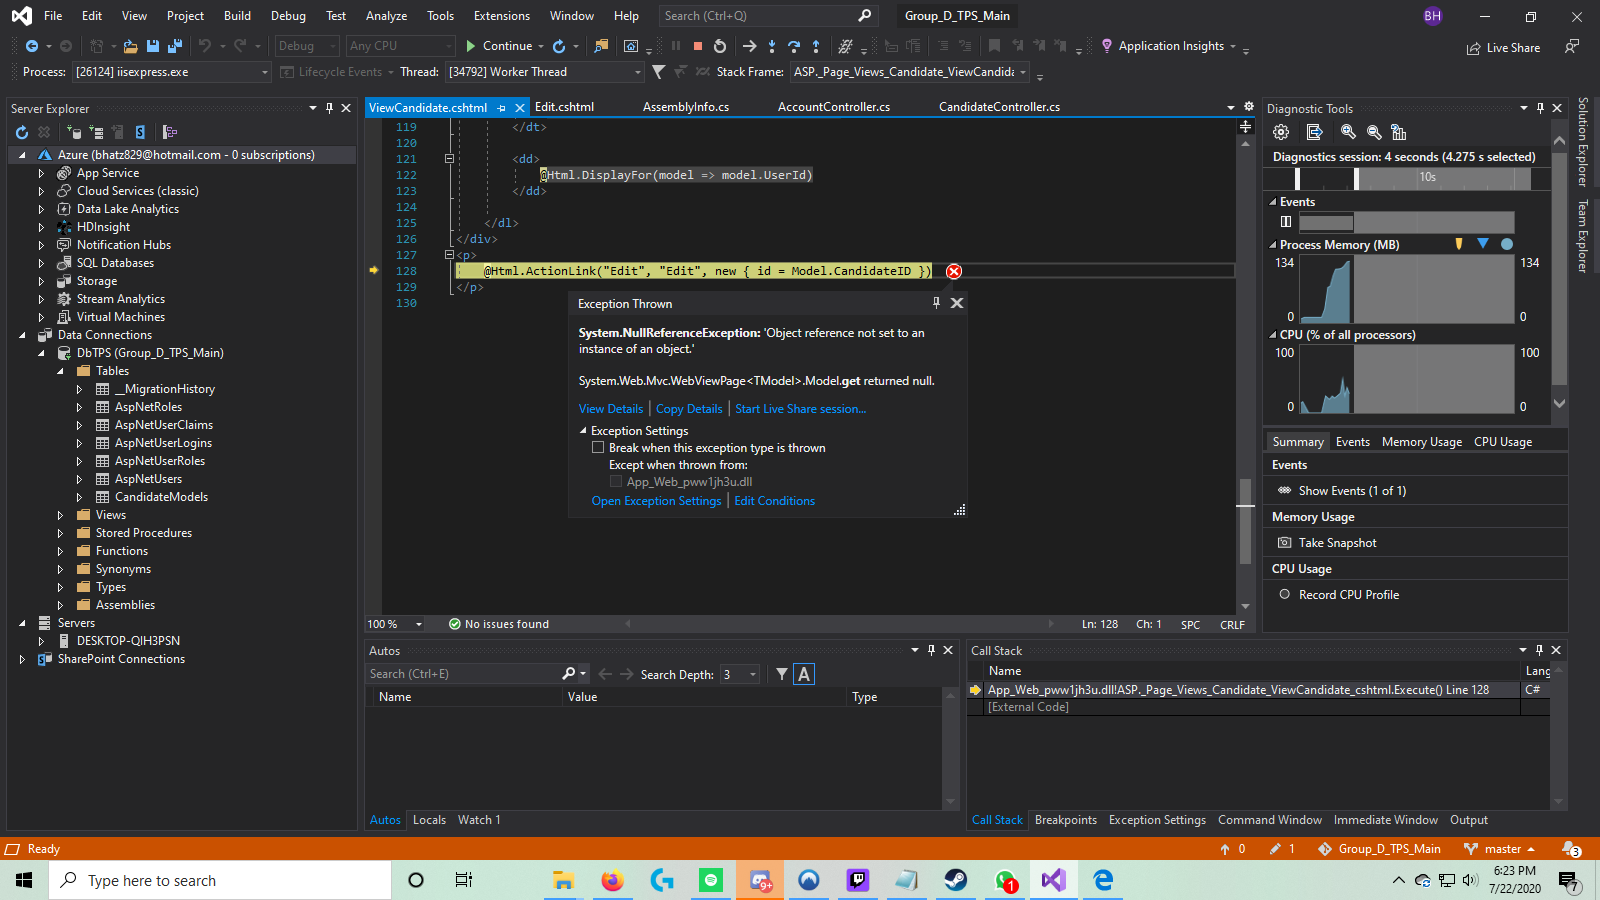 File Edit View Project Build Debug Test Analyze Tools Extensions Window Help Search (Ctrl+Q) Group_D_TPS_Main BH
Debug Any CPU Continue Application Insights Live Share
Process: [26124] iisexpress.exe Lifecycle Events Thread: [34792] Worker Thread Stack Frame: ASP._Page_Views_Candidate_ViewCandida
Server Explorer
Azure (bhatz829@hotmail.com - 0 subscriptions)
App Service
Cloud Services (classic)
Data Lake Analytics
HDInsight
Notification Hubs
SQL Databases
Storage
Stream Analytics
Virtual Machines
Data Connections
DbTPS (Group_D_TPS_Main)
Tables
__MigrationHistory
AspNetRoles
AspNetUserClaims
AspNetUserLogins
AspNetUserRoles
AspNetUsers
CandidateModels
Views
Stored Procedures
Functions
Synonyms
Types
Assemblies
Servers
DESKTOP-QIH3PSN
SharePoint Connections
ViewCandidate.cshtml Edit.cshtml AssemblyInfo.cs AccountController.cs CandidateController.cs
119 </dt>
120
121 <dd>
122 @Html.DisplayFor(model => model.UserId)
123 </dd>
124
125 </dl>
126 </div>
127 <p>
128 @Html.ActionLink("Edit", "Edit", new { id = Model.CandidateID })
129 </p>
130
Exception Thrown
System.NullReferenceException: 'Object reference not set to an
instance of an object.'
System.Web.Mvc.WebViewPage<TModel>.Model.get returned null.
View Details | Copy Details | Start Live Share session...
Exception Settings
Break when this exception type is thrown
Except when thrown from:
App_Web_pww1jh3u.dll
Open Exception Settings | Edit Conditions
100 % No issues found Ln: 128 Ch: 1 SPC CRLF
Autos
Search (Ctrl+E) Search Depth: 3 A
Name Value Type
Autos Locals Watch 1
Diagnostic Tools
Diagnostics session: 4 seconds (4.275 s selected)
10s
Events
Process Memory (MB)
134 134
0 0
CPU (% of all processors)
100 100
0 0
Summary Events Memory Usage CPU Usage
Events
Show Events (1 of 1)
Memory Usage
Take Snapshot
CPU Usage
Record CPU Profile
Solution Explorer
Team Explorer
Call Stack
Name Lang
App_Web_pww1jh3u.dll!ASP._Page_Views_Candidate_ViewCandidate_cshtml.Execute() Line 128 C#
[External Code]
Call Stack Breakpoints Exception Settings Command Window Immediate Window Output
Ready 0 1 Group_D_TPS_Main master 3
Type here to search 9+ 1 6:23 PM
7/22/2020 7